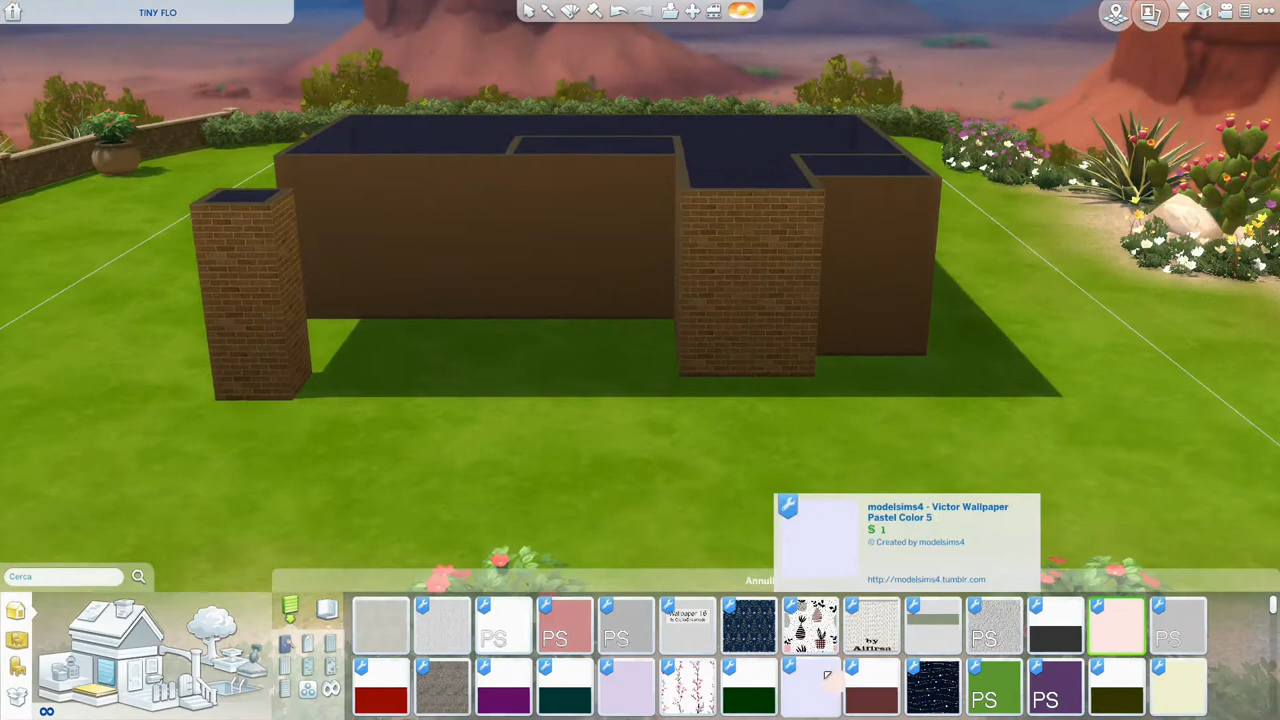 TINY FLO
modelsims4 - Victor Wallpaper
Pastel Color 5
$ 1
© Created by modelsims4
http://modelsims4.tumblr.com
Cerca
Annull
PS
PS
PS
Wallpaper 16
by
PS
PS
PS
PS